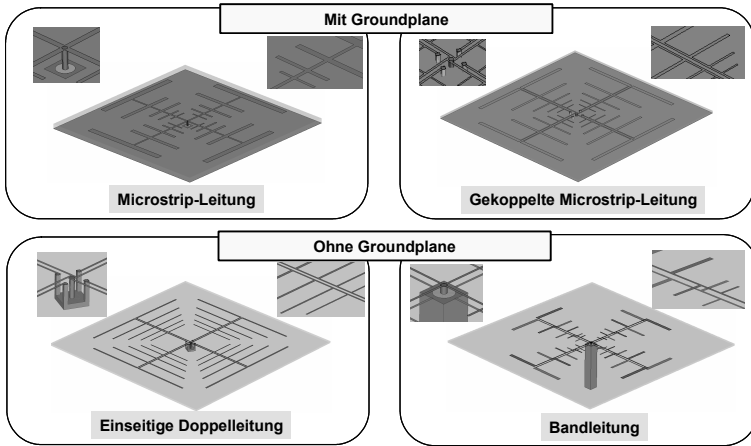 Mit Groundplane
Microstrip-Leitung
Gekoppelte Microstrip-Leitung
Ohne Groundplane
Einseitige Doppelleitung
Bandleitung